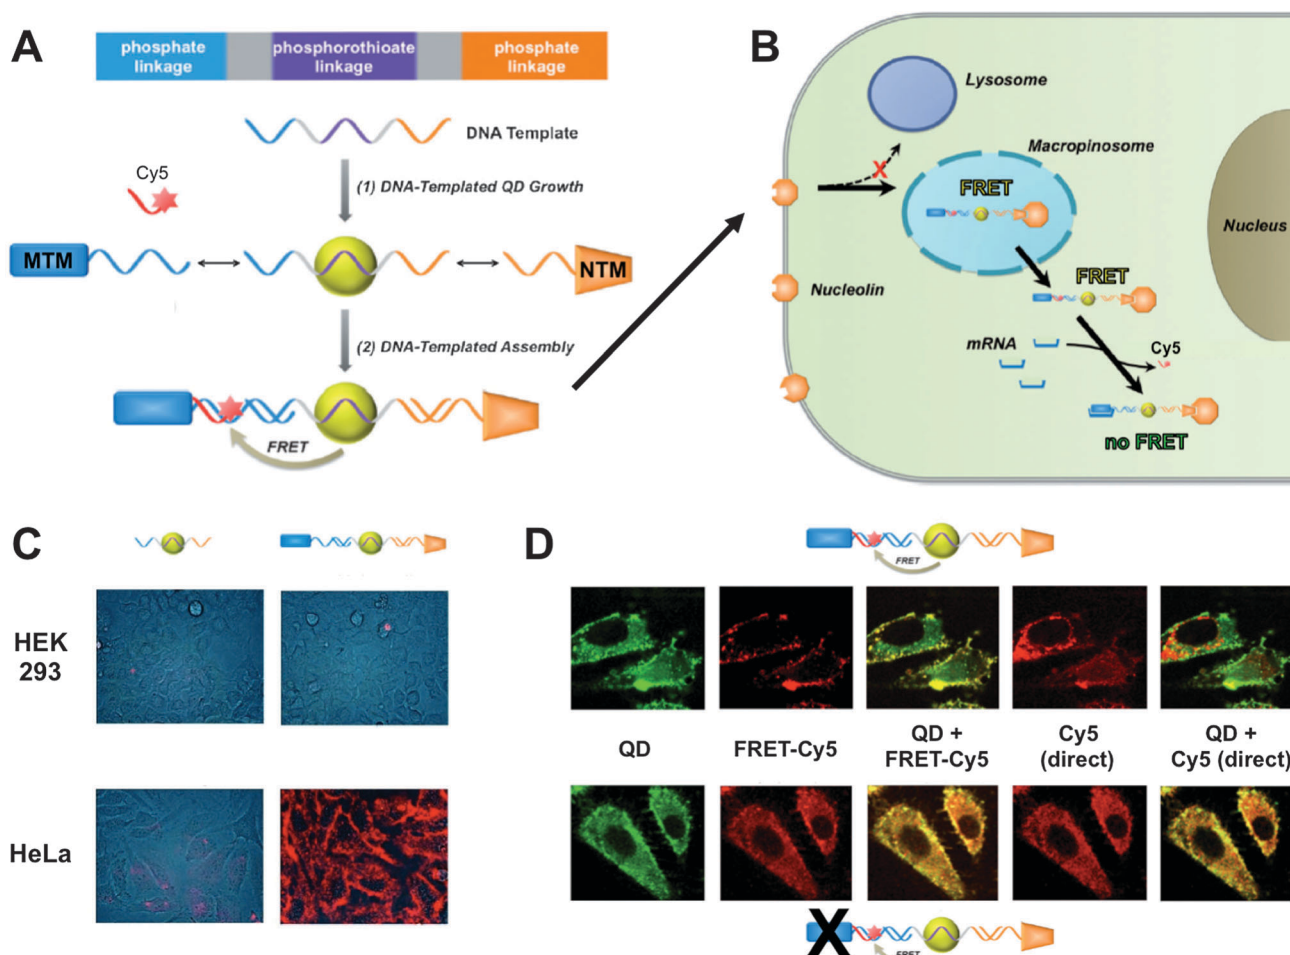 A
phosphate
linkage
phosphorothioate
linkage
phosphate
linkage
DNA Template
Cy5
(1) DNA-Templated QD Growth
MTM
NTM
(2) DNA-Templated Assembly
FRET
B
Lysosome
Macropinosome
X
FRET
Nucleus
FRET
Nucleolin
mRNA
Cy5
no FRET
C
HEK
293
HeLa
D
FRET
QD
FRET-Cy5
QD +
FRET-Cy5
Cy5
(direct)
QD +
Cy5 (direct)
X
FRET